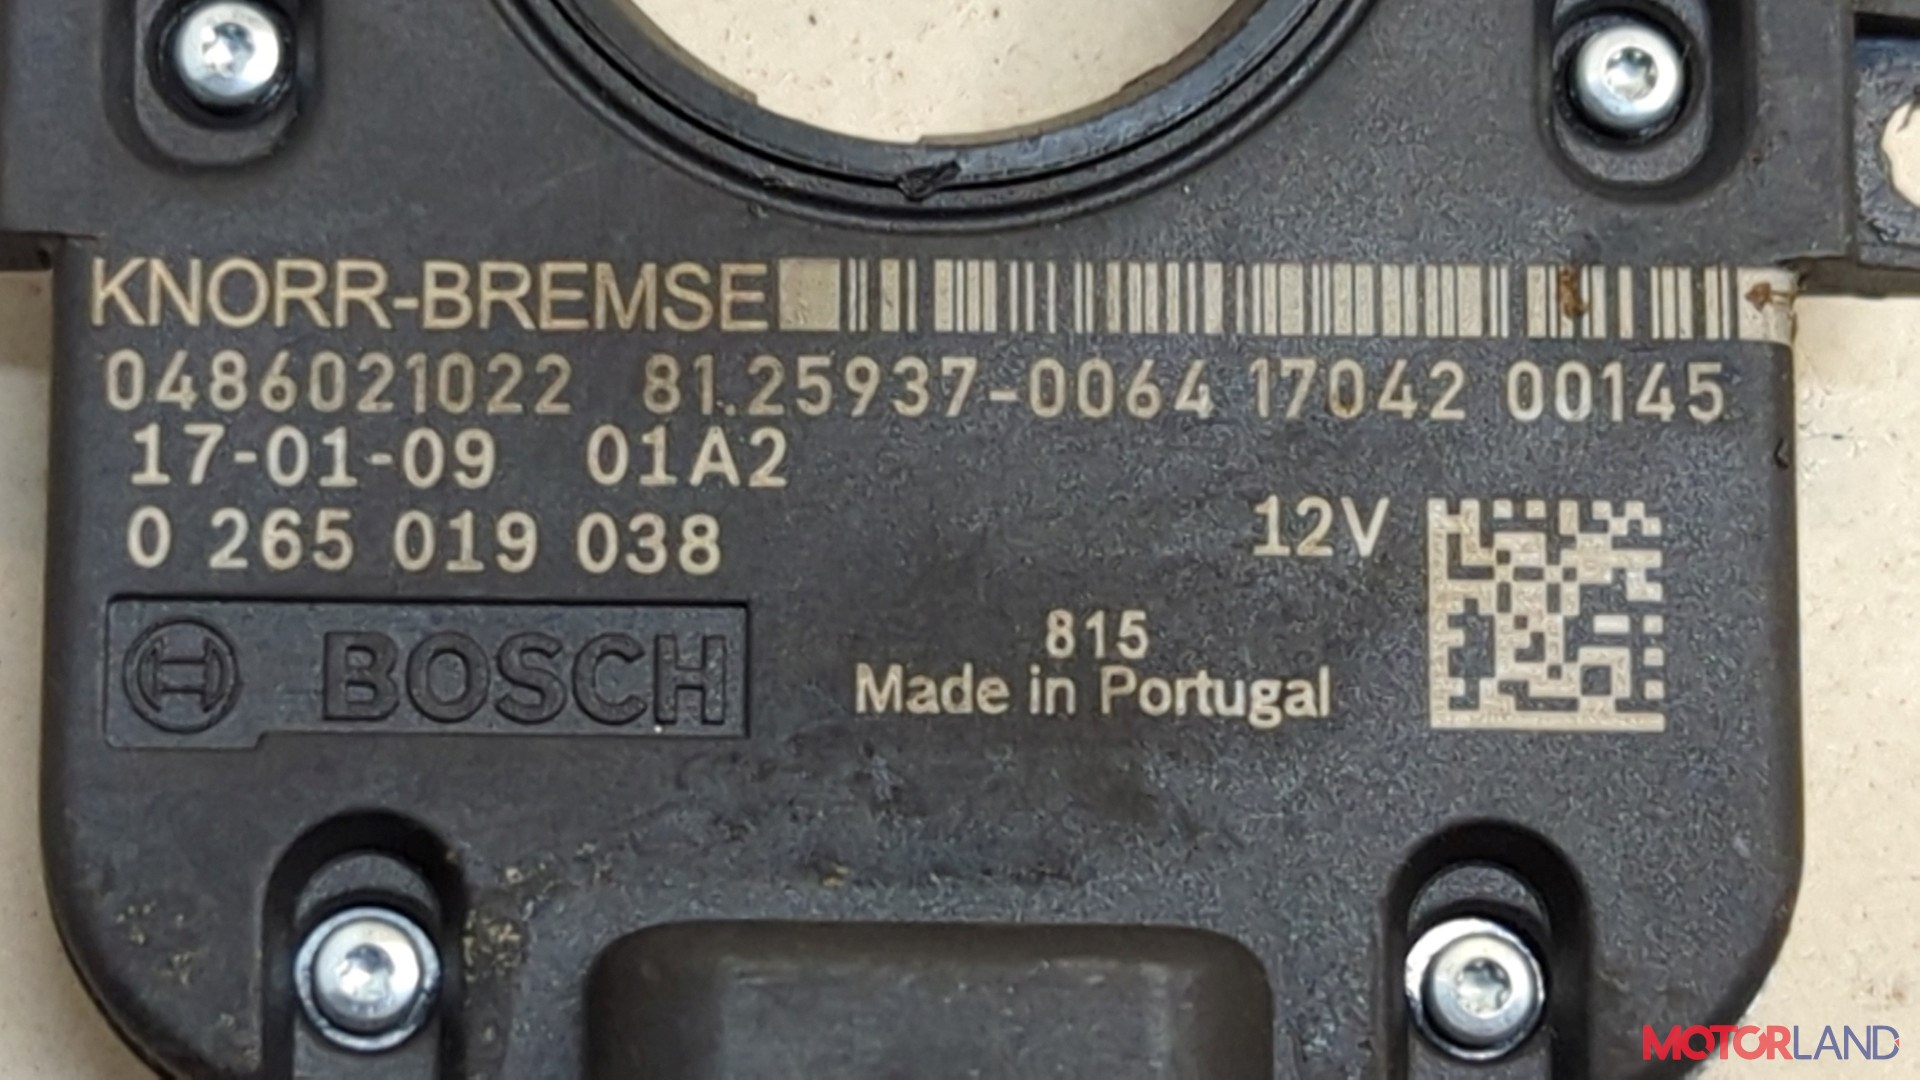 KNORR-BREMSE
0486021022 81.25937-0064 17042 00145
17-01-09 01A2
0 265 019 038
12V
BOSCH
815
Made in Portugal
MOTORLAND